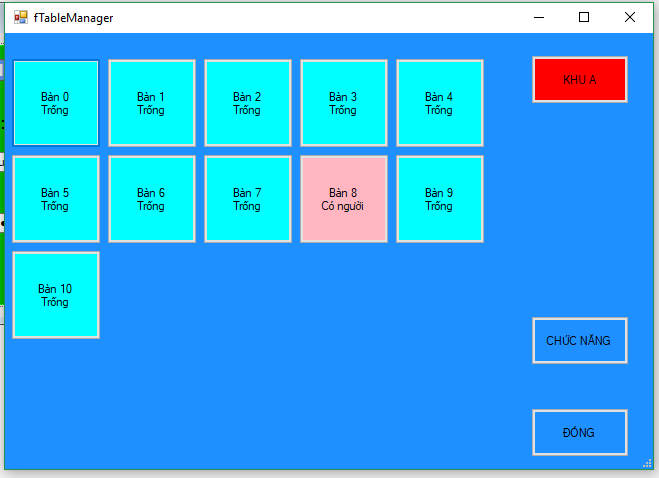 fTableManager
Bàn 0
Trống
Bàn 1
Trống
Bàn 2
Trống
Bàn 3
Trống
Bàn 4
Trống
KHU A
Bàn 5
Trống
Bàn 6
Trống
Bàn 7
Trống
Bàn 8
Có người
Bàn 9
Trống
Bàn 10
Trống
CHỨC NĂNG
ĐÓNG